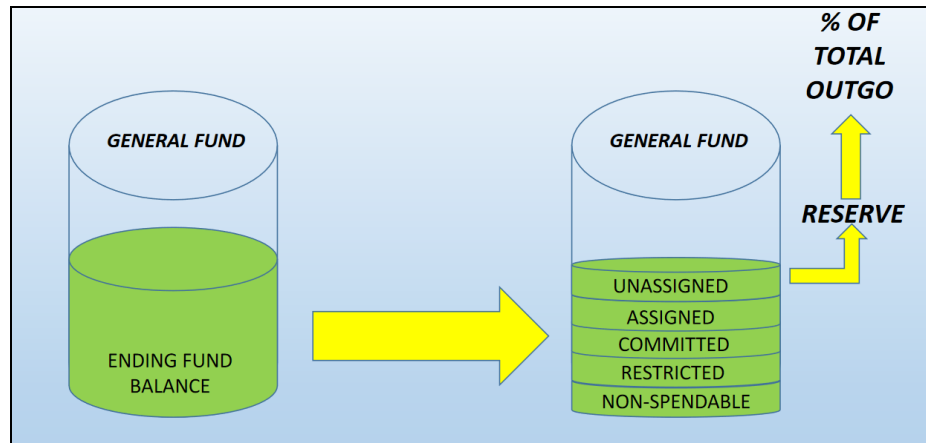 GENERAL FUND
ENDING FUND
BALANCE
GENERAL FUND
UNASSIGNED
ASSIGNED
COMMITTED
RESTRICTED
NON-SPENDABLE
% OF
TOTAL
OUTGO
RESERVE